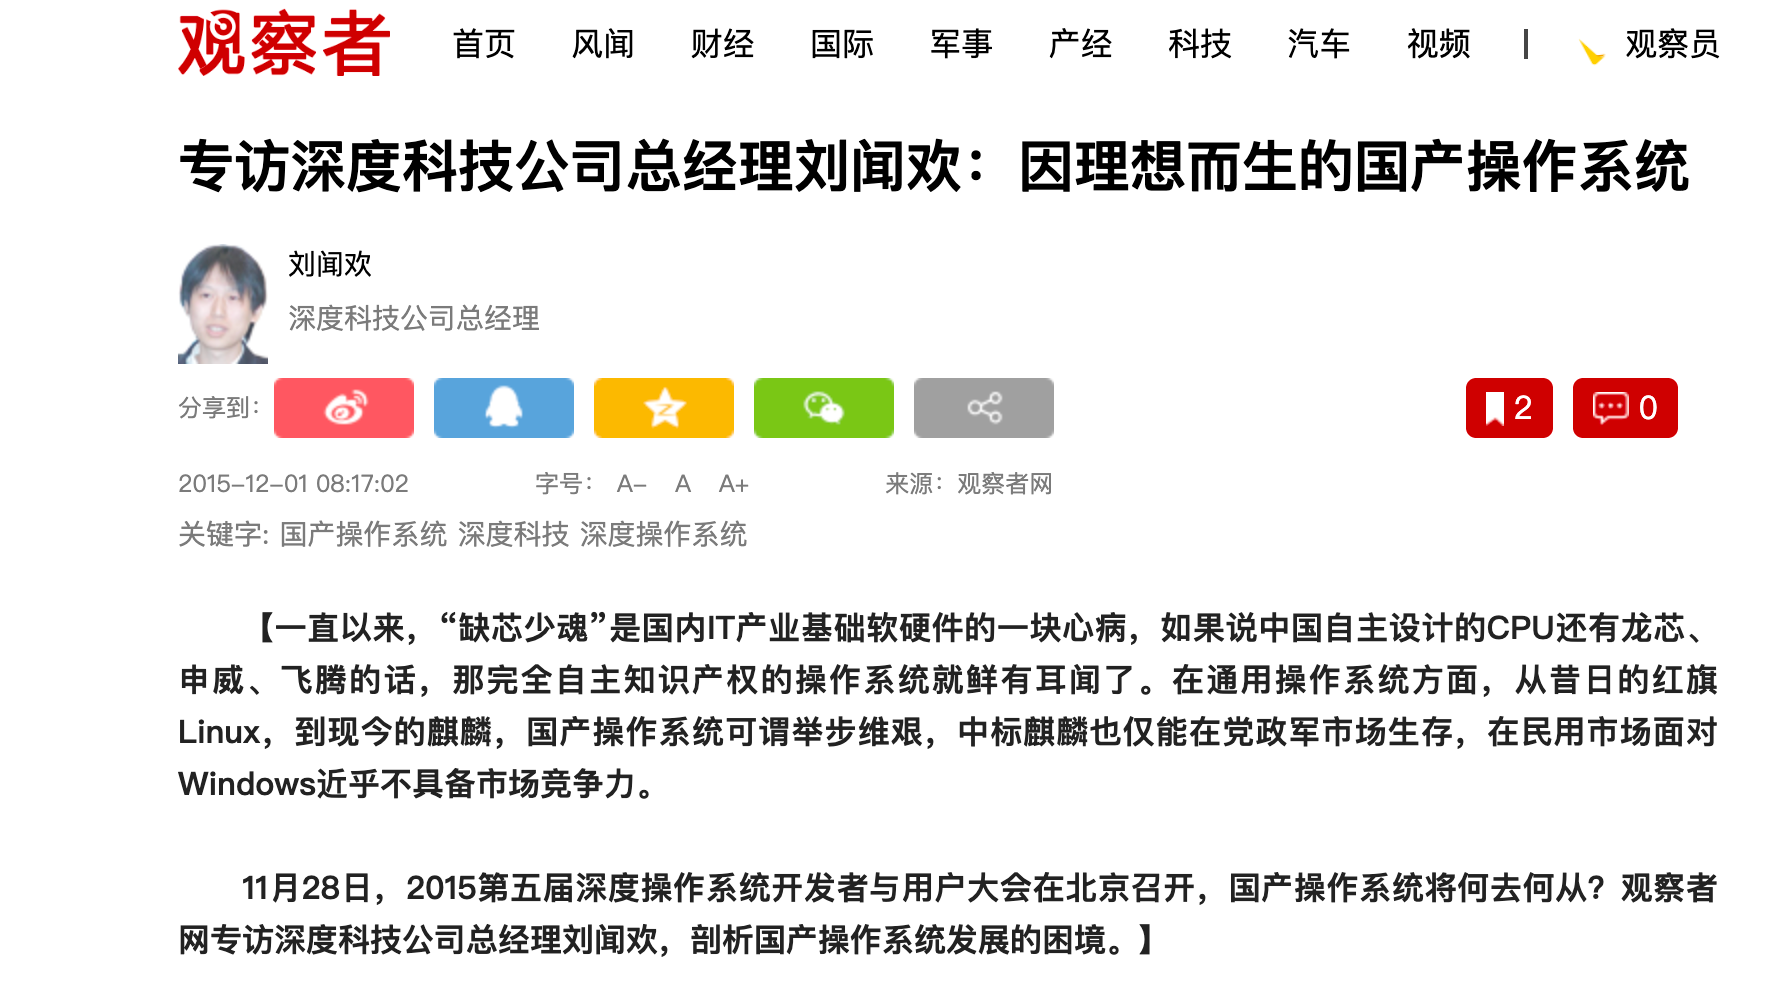 观察者 首页 风闻 财经 国际 军事 产经 科技 汽车 视频 | 观察员
专访深度科技公司总经理刘闻欢：因理想而生的国产操作系统
刘闻欢
深度科技公司总经理
分享到： 2 0
2015-12-01 08:17:02 字号： A- A A+ 来源：观察者网
关键字: 国产操作系统 深度科技 深度操作系统
【一直以来，“缺芯少魂”是国内IT产业基础软硬件的一块心病，如果说中国自主设计的CPU还有龙芯、
申威、飞腾的话，那完全自主知识产权的操作系统就鲜有耳闻了。在通用操作系统方面，从昔日的红旗
Linux，到现今的麒麟，国产操作系统可谓举步维艰，中标麒麟也仅能在党政军市场生存，在民用市场面对
Windows近乎不具备市场竞争力。
11月28日，2015第五届深度操作系统开发者与用户大会在北京召开，国产操作系统将何去何从？观察者
网专访深度科技公司总经理刘闻欢，剖析国产操作系统发展的困境。】